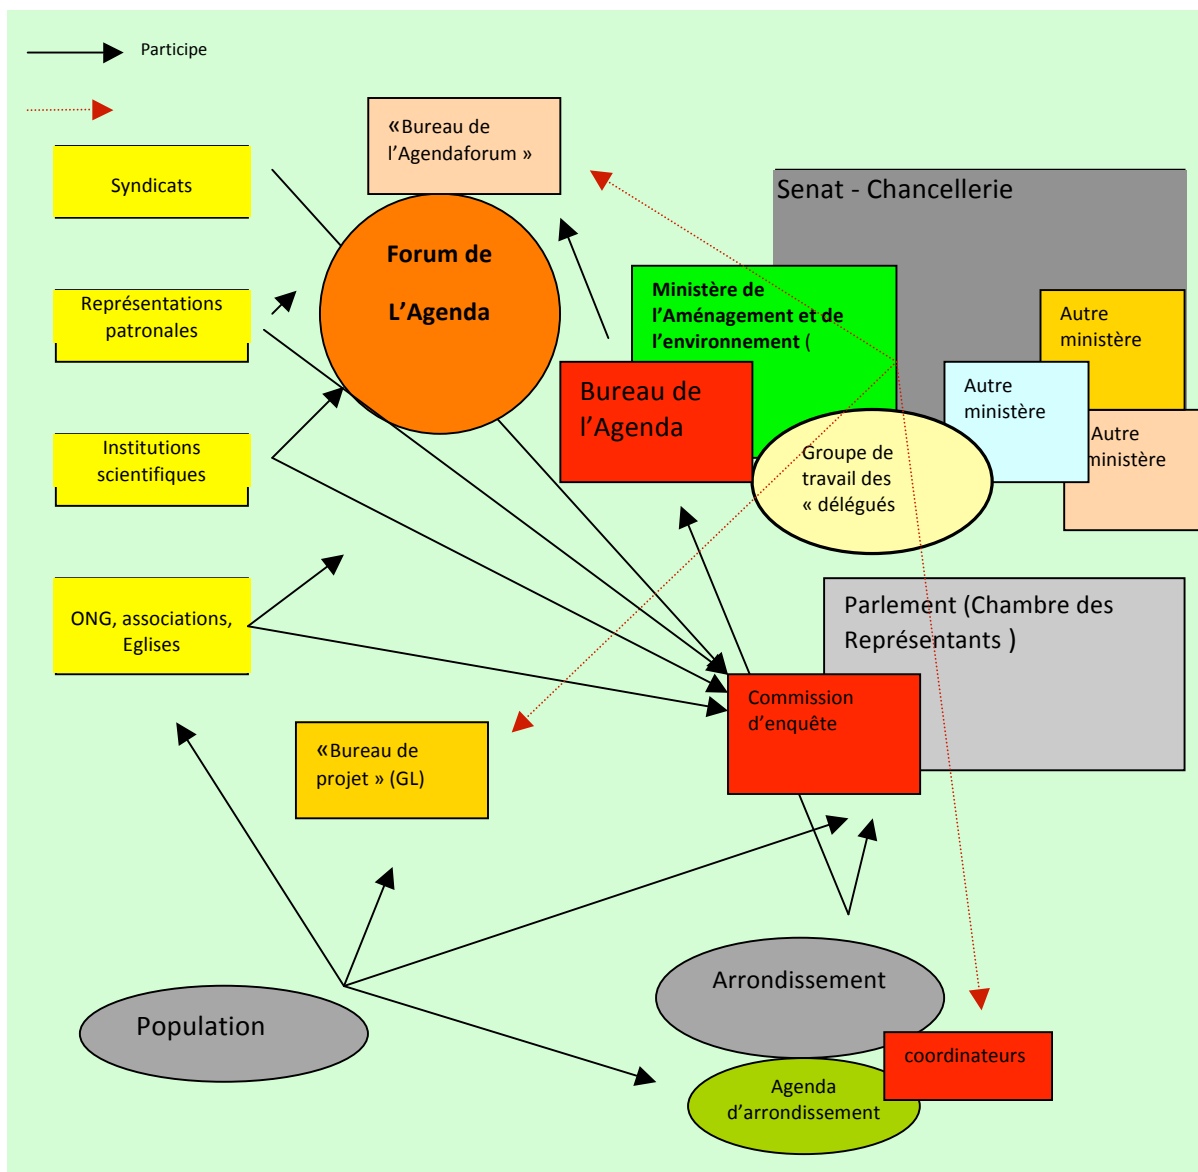 Participe
«Bureau de
l'Agendaforum »
Syndicats
Senat - Chancellerie
Forum de
L'Agenda
Représentations
patronales
Ministère de
l'Aménagement et de
l'environnement (
Autre
ministère
Bureau de
l'Agenda
Autre
ministère
Autre
ministère
Institutions
scientifiques
Groupe de
travail des
« délégués
ONG, associations,
Eglises
Parlement (Chambre des
Représentants )
Commission
d'enquête
«Bureau de
projet » (GL)
Arrondissement
Population
coordinateurs
Agenda
d'arrondissement